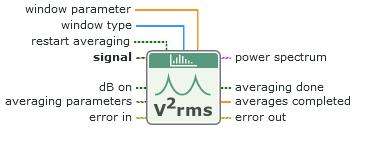 window parameter
window type
restart averaging
signal
power spectrum
dB on
averaging done
averaging parameters
averages completed
error in
error out
V²rms